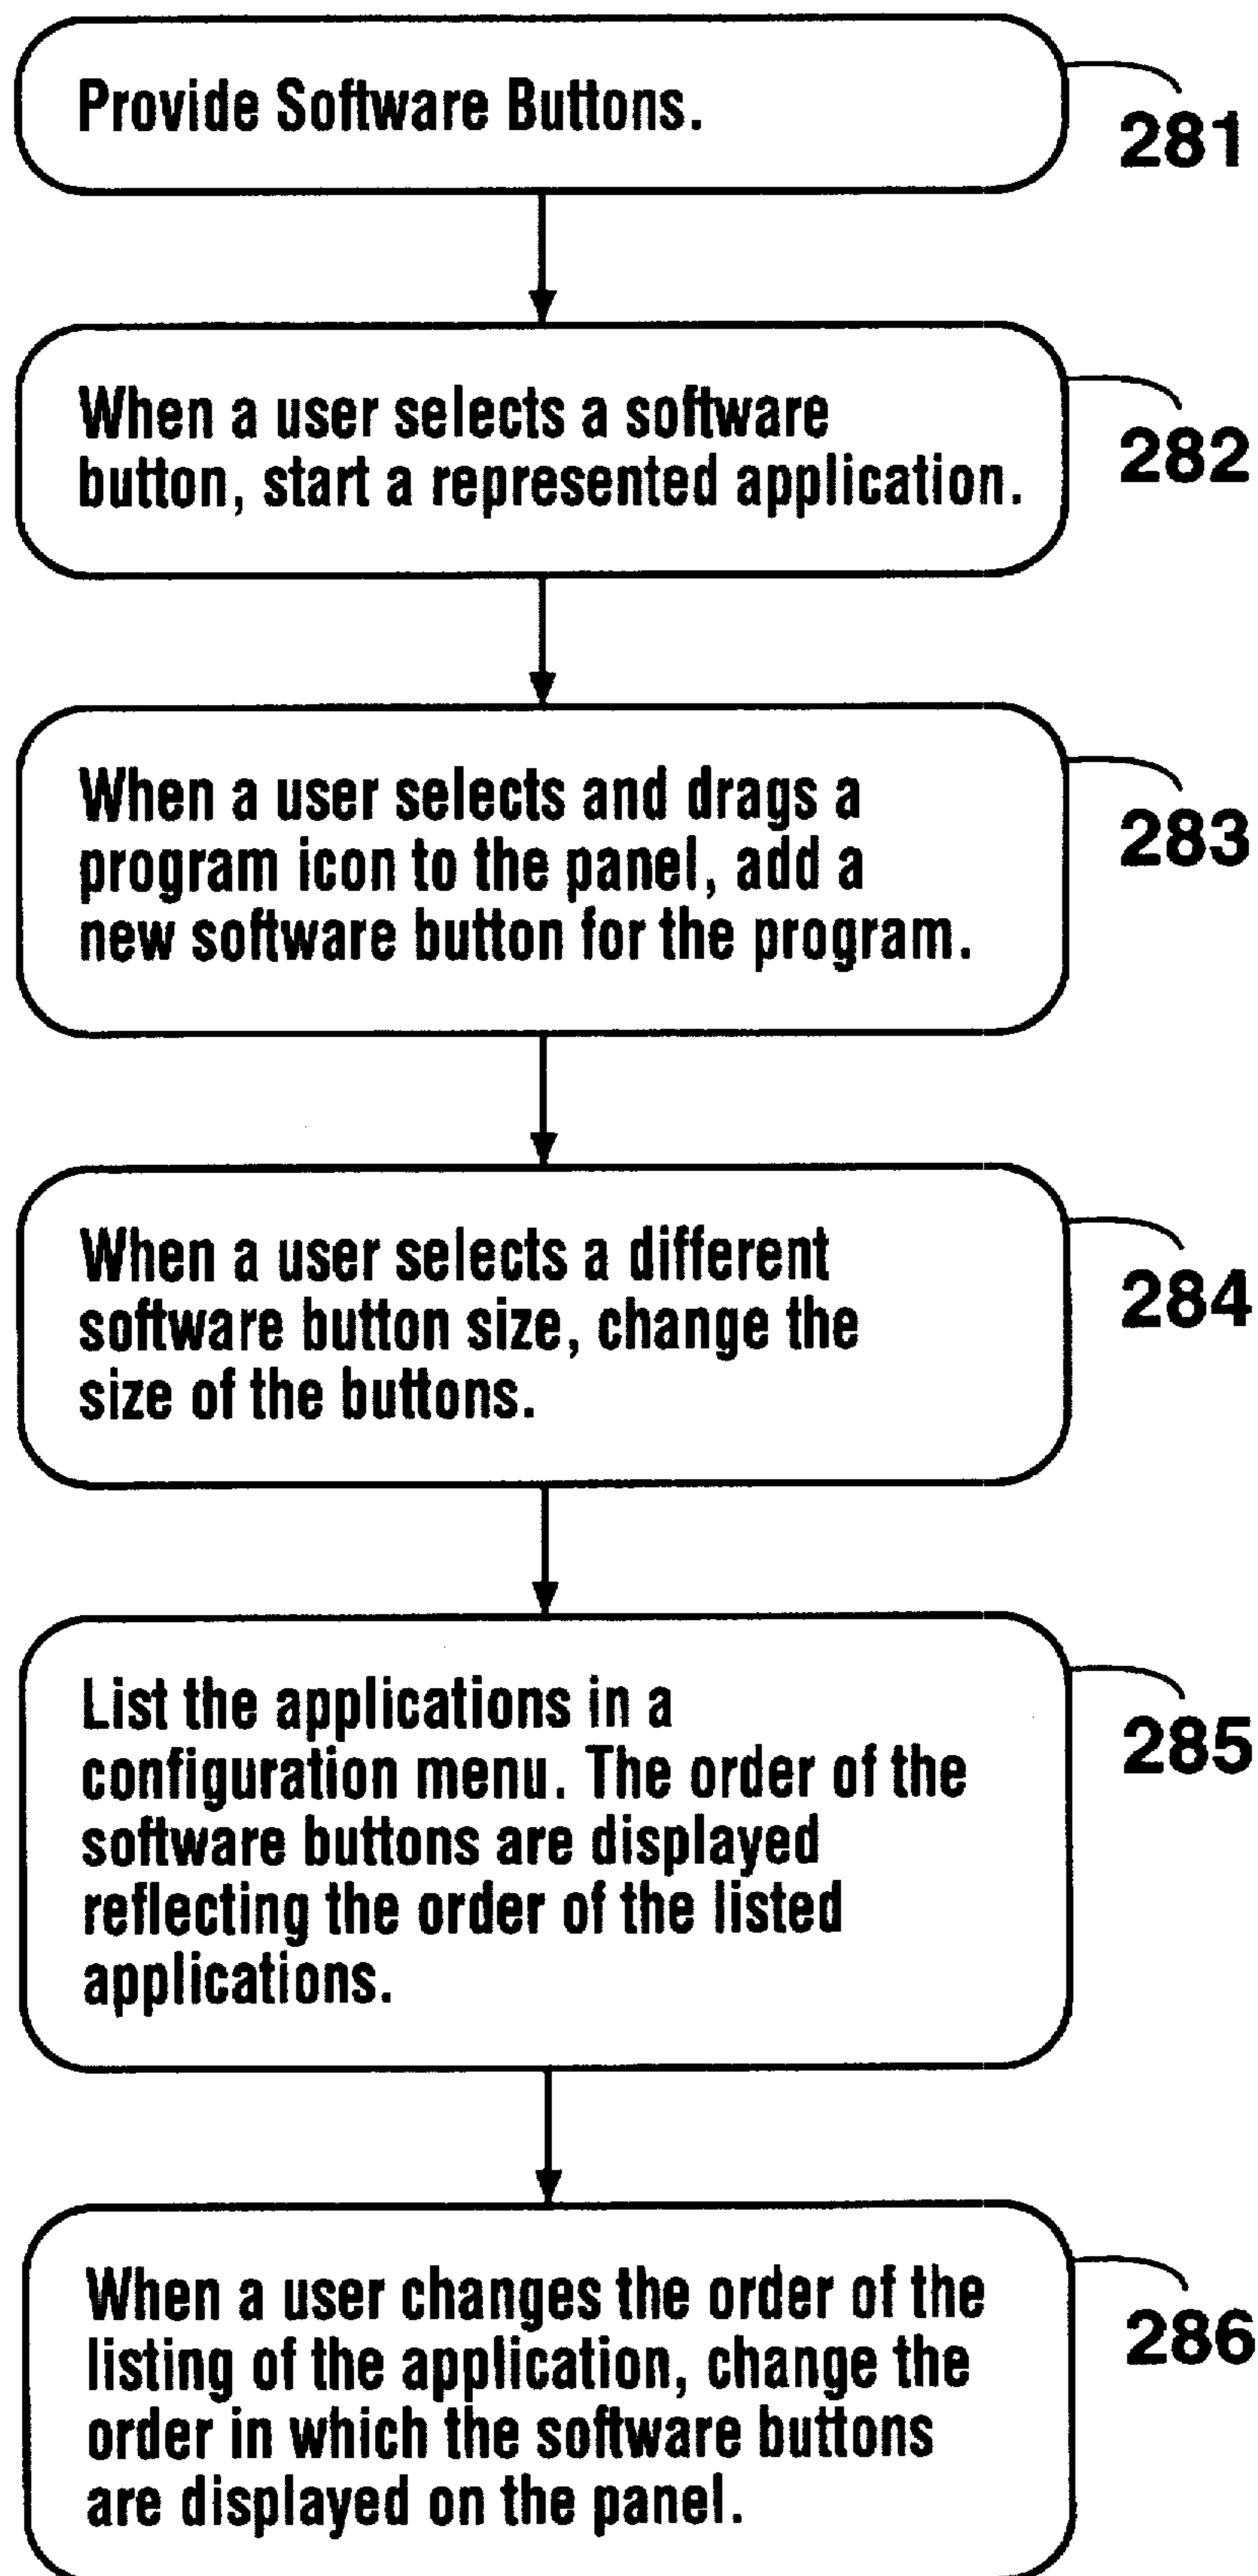 Provide Software Buttons.
281
When a user selects a software
button, start a represented application.
282
When a user selects and drags a
program icon to the panel, add a
new software button for the program.
283
When a user selects a different
software button size, change the
size of the buttons.
284
List the applications in a
configuration menu. The order of the
software buttons are displayed
reflecting the order of the listed
applications.
285
When a user changes the order of the
listing of the application, change the
order in which the software buttons
are displayed on the panel.
286